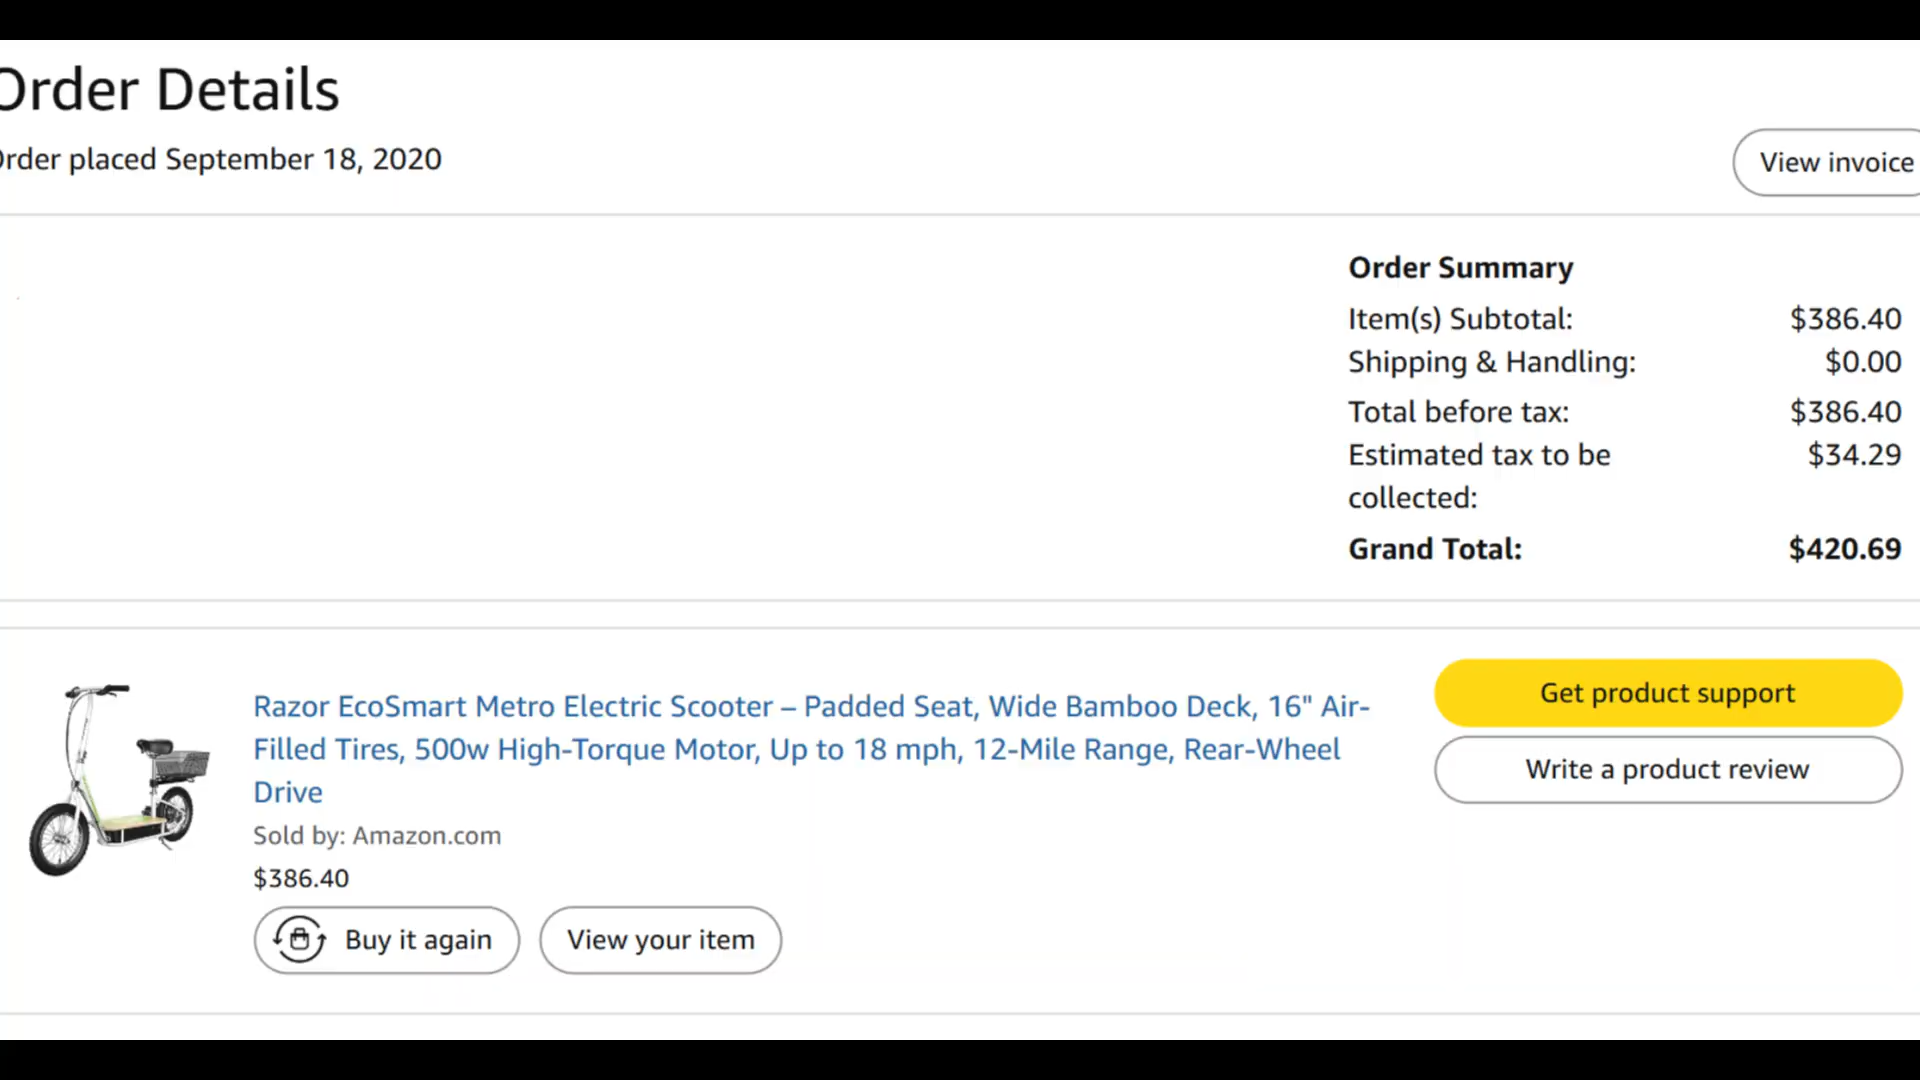 Order Details
Order placed September 18, 2020
View invoice
Order Summary
Item(s) Subtotal: $386.40
Shipping & Handling: $0.00
Total before tax: $386.40
Estimated tax to be $34.29
collected:
Grand Total: $420.69
Razor EcoSmart Metro Electric Scooter – Padded Seat, Wide Bamboo Deck, 16" Air-
Filled Tires, 500w High-Torque Motor, Up to 18 mph, 12-Mile Range, Rear-Wheel
Drive
Sold by: Amazon.com
$386.40
Buy it again
View your item
Get product support
Write a product review